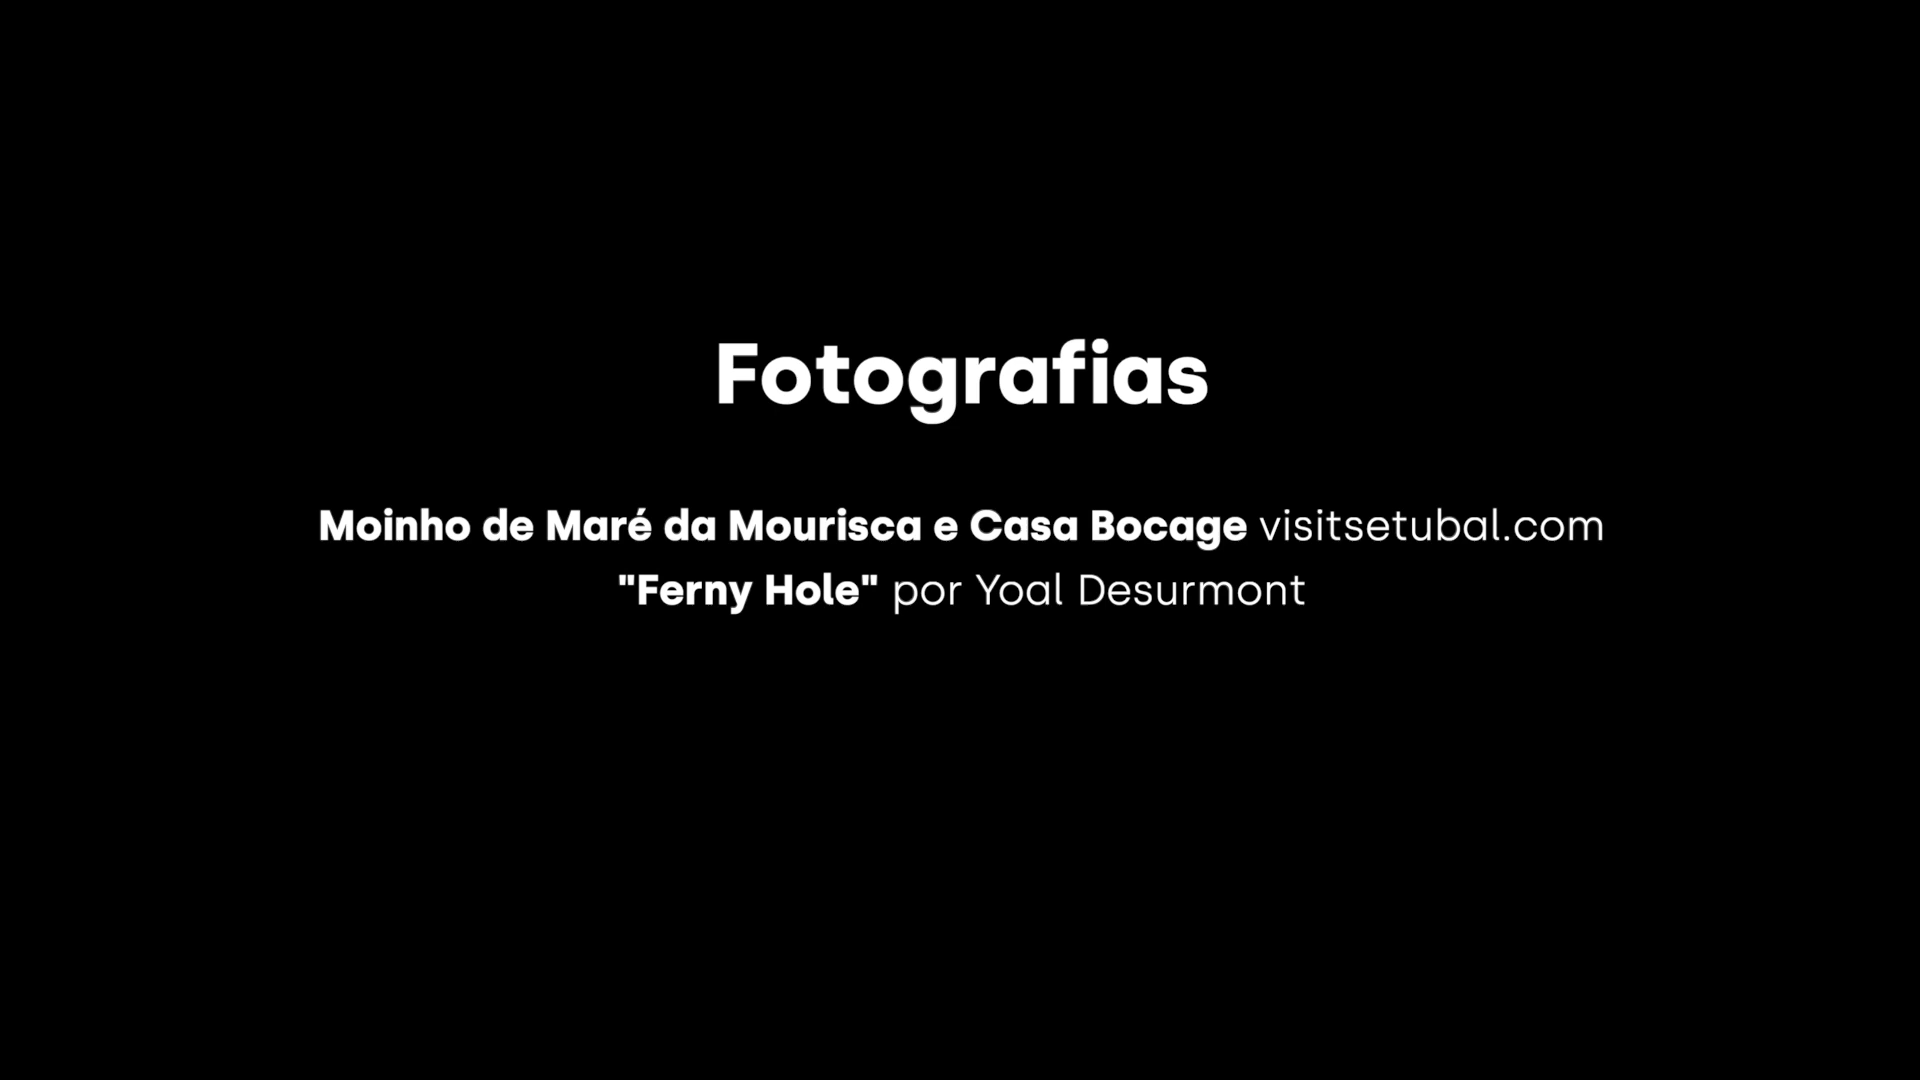 Fotografias
Moinho de Maré da Mourisca e Casa Bocage visitsetubal.com
"Ferny Hole" por Yoal Desurmont